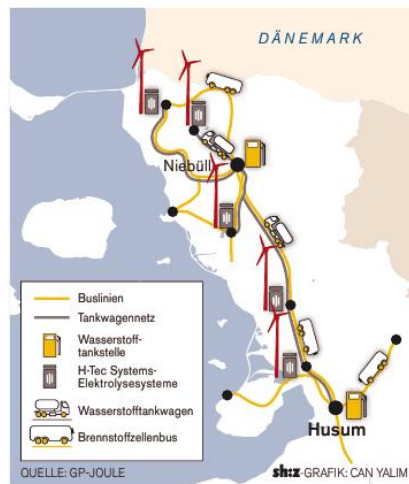 DÄNEMARK
Niebüll
Buslinien
Tankwagennetz
Wasserstoff-
tankstelle
H-Tec Systems-
Elektrolysesysteme
Wasserstofftankwagen
Brennstoffzellenbus
Husum
QUELLE: GP-JOULE
sh:z-GRAFIK: CAN YALIM